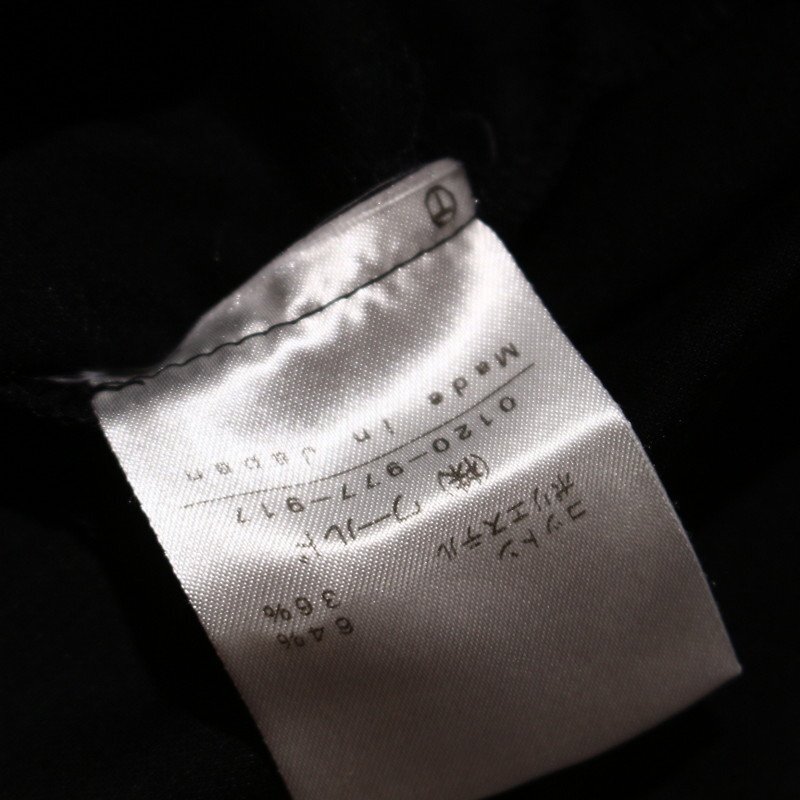 コットン 64%
ポリエステル 36%
(株)ワールド
0120-977-917
Made in Japan